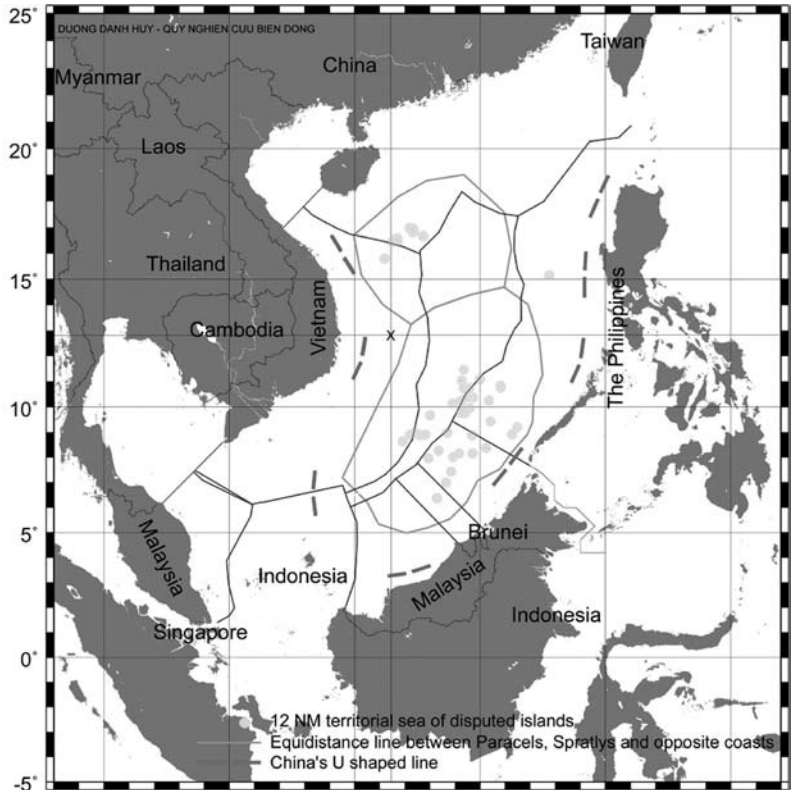 25°
DUONG DANH HUY - QUY NGHIEN CUU BIEN DONG
Taiwan
China
Myanmar
20°
Laos
15°
Thailand
Vietnam
The Philippines
Cambodia
X
10°
5°
Malaysia
Brunei
Indonesia
Malaysia
Indonesia
Singapore
0°
12 NM territorial sea of disputed islands
Equidistance line between Paracels, Spratlys and opposite coasts
China's U shaped line
-5°